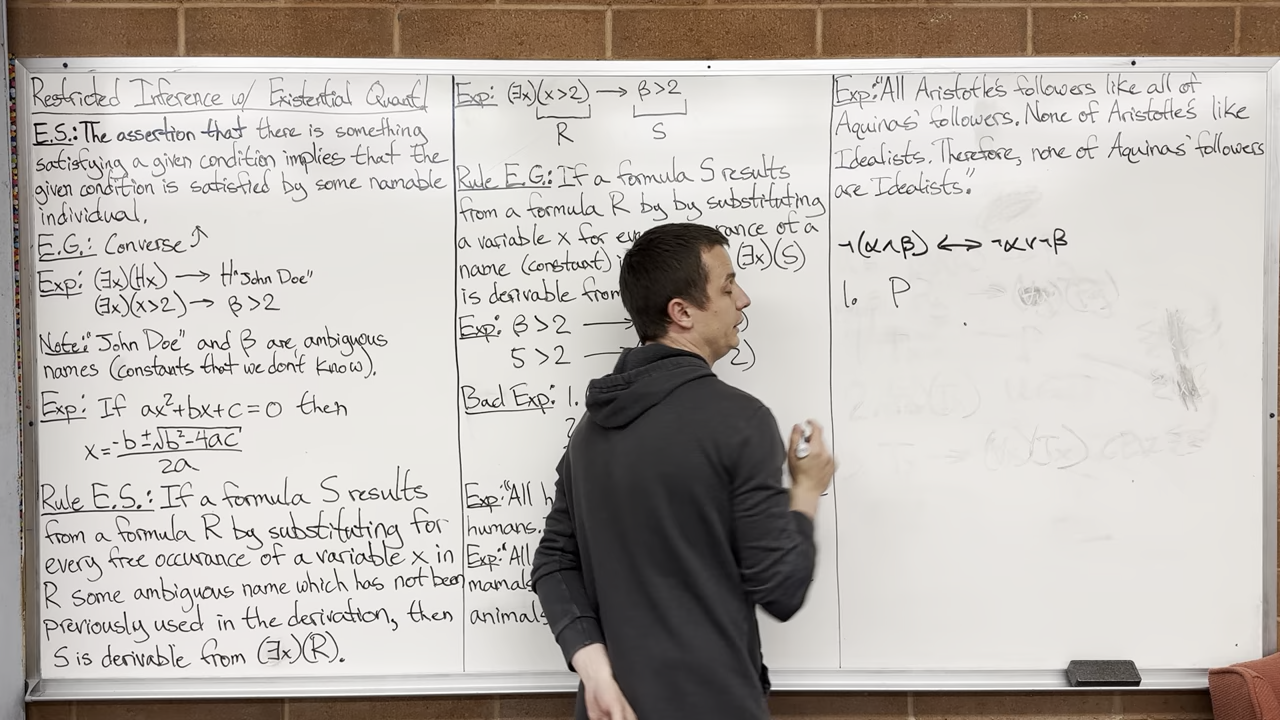 Restricted Inference w/ Existential Quant.
E.S.: The assertion that there is something
satisfying a given condition implies that the
given condition is satisfied by some namable
individual.
E.G.: Converse ↑
Exp: (∃x)(Hx) → H"John Doe"
(∃x)(x>2) → β>2
Note: "John Doe" and β are ambiguous
names (constants that we don't know).
Exp: If ax²+bx+c=0 then
x = -b±√b²-4ac / 2a
Rule E.S.: If a formula S results
from a formula R by substituting for
every free occurance of a variable x in
R some ambiguous name which has not been
previously used in the derivation, then
S is derivable from (∃x)(R).
Exp: (∃x)(x>2) → β>2
R S
Rule E.G.: If a formula S results
from a formula R by by substituting
a variable x for rance of a
name (constant) (∃x)(S)
is derivable from
Exp: β>2 →
5>2 2)
Bad Exp: 1.
2
Exp: "All h
humans.
Exp: "All
mamals
animals
Exp: "All Aristotle's followers like all of
Aquinas' followers. None of Aristotle's like
Idealists. Therefore, none of Aquinas' followers
are Idealists."
¬(α∧β) ↔ ¬α∨¬β
1. P